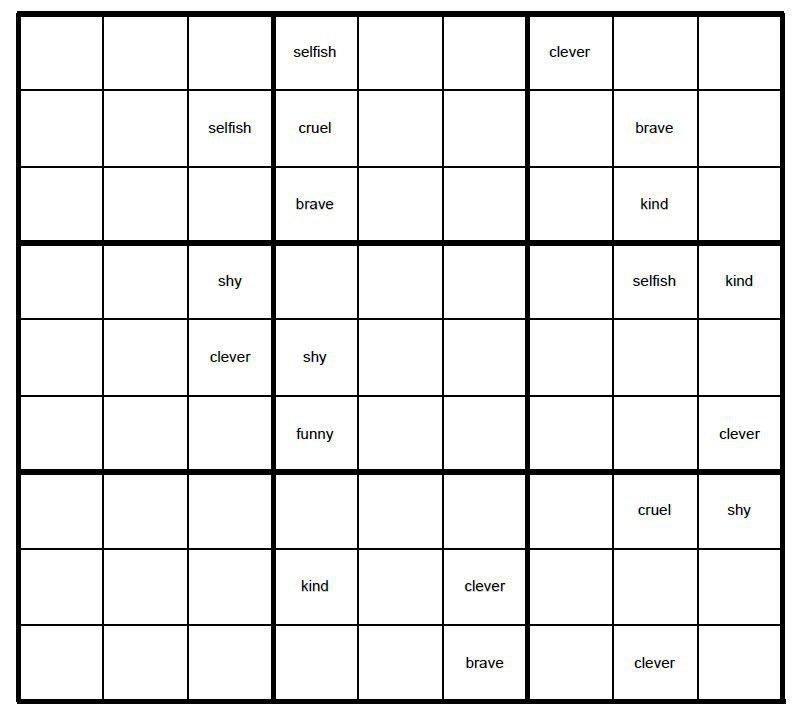 selfish clever
selfish cruel brave
brave kind
shy selfish kind
clever shy
funny clever
cruel shy
kind clever
brave clever